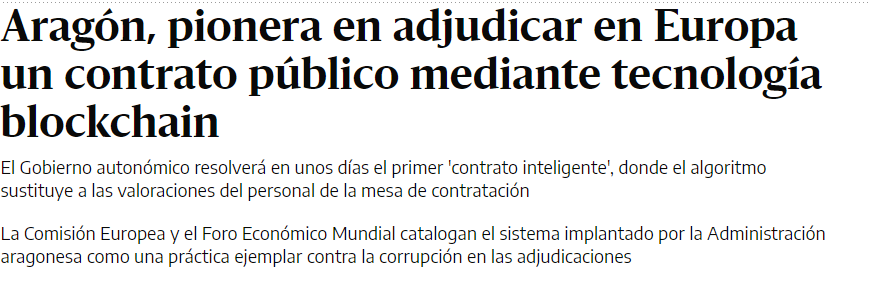 Aragón, pionera en adjudicar en Europa
un contrato público mediante tecnología
blockchain
El Gobierno autonómico resolverá en unos días el primer 'contrato inteligente', donde el algoritmo
sustituye a las valoraciones del personal de la mesa de contratación
La Comisión Europea y el Foro Económico Mundial catalogan el sistema implantado por la Administración
aragonesa como una práctica ejemplar contra la corrupción en las adjudicaciones